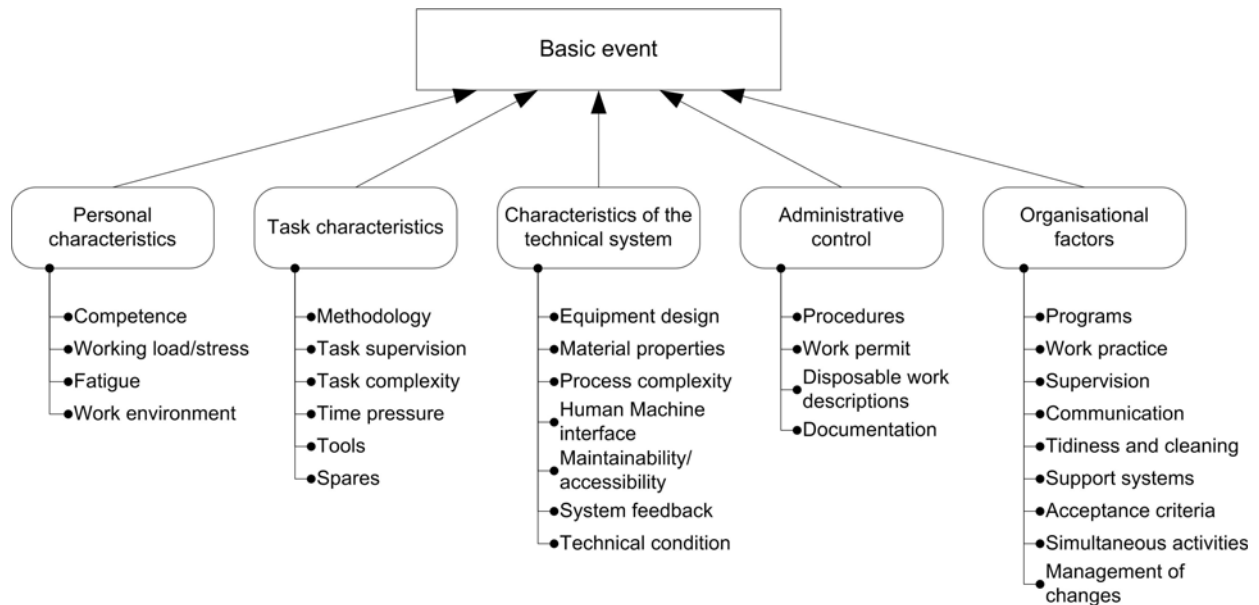 Basic event
Personal
characteristics
Task characteristics
Characteristics of the
technical system
Administrative
control
Organisational
factors
Competence
Working load/stress
Fatigue
Work environment
Methodology
Task supervision
Task complexity
Time pressure
Tools
Spares
Equipment design
Material properties
Process complexity
Human Machine
interface
Maintainability/
accessibility
System feedback
Technical condition
Procedures
Work permit
Disposable work
descriptions
Documentation
Programs
Work practice
Supervision
Communication
Tidiness and cleaning
Support systems
Acceptance criteria
Simultaneous activities
Management of
changes